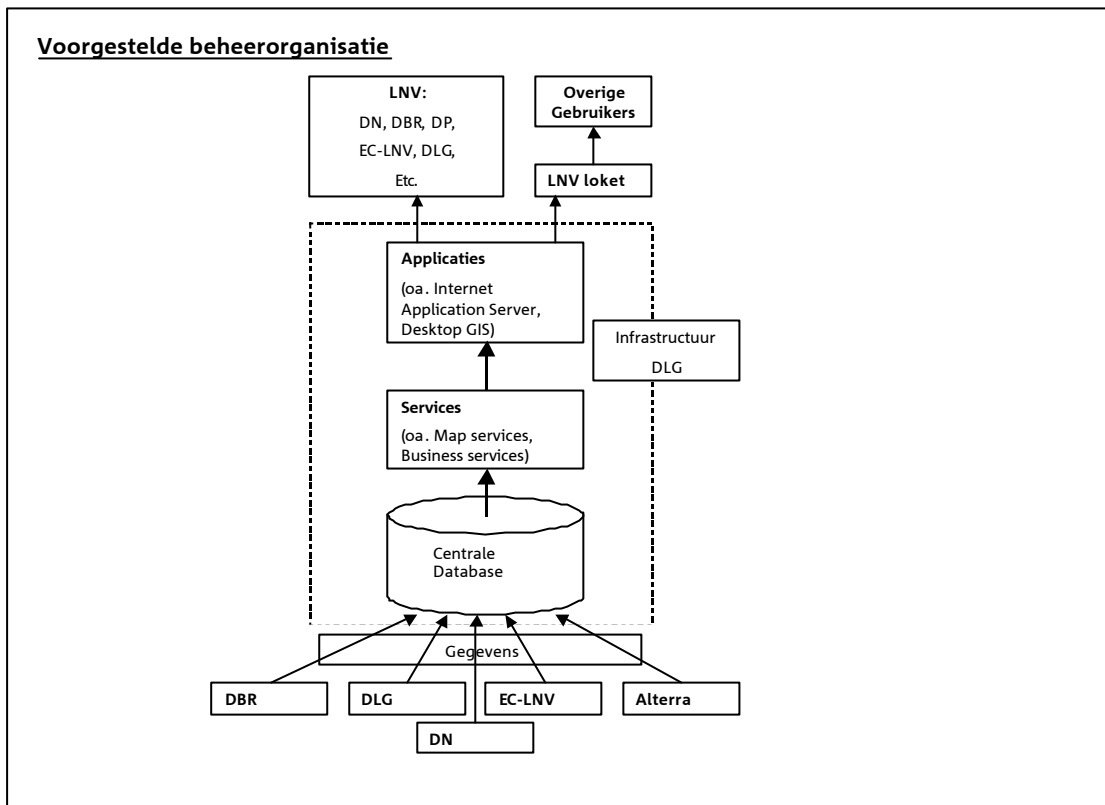 Voorgestelde beheerorganisatie
LNV:
DN, DBR, DP,
EC-LNV, DLG,
Etc.
Overige
Gebruikers
LNV loket
Applicaties
(oa. Internet
Application Server,
Desktop GIS)
Infrastructuur
DLG
Services
(oa. Map services,
Business services)
Centrale
Database
Gegevens
DBR
DLG
EC-LNV
Alterra
DN